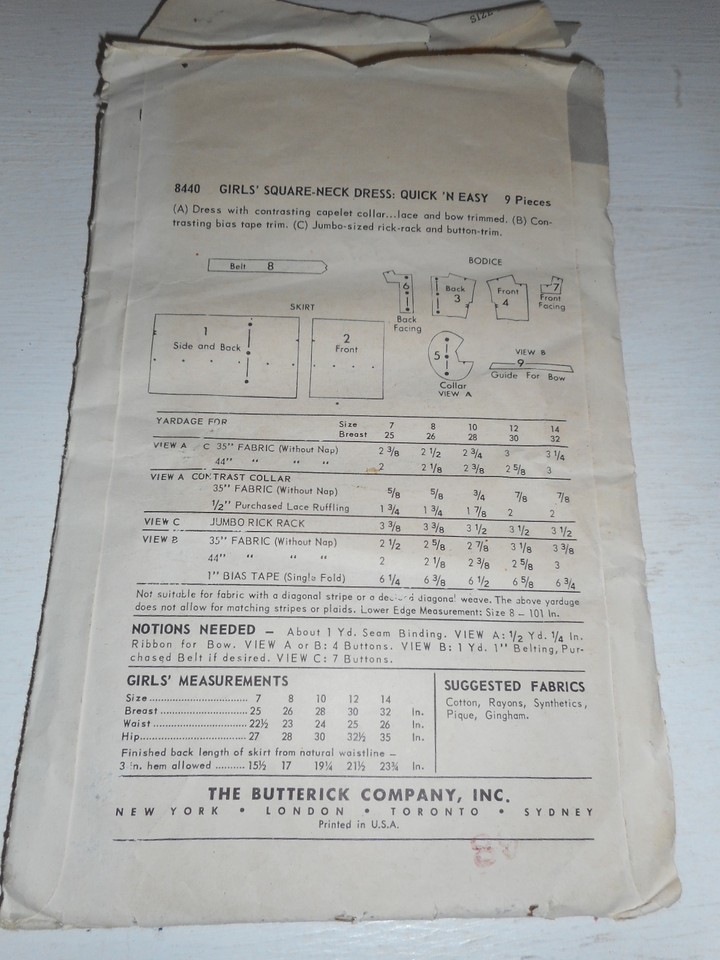 SIZE
8440 GIRLS' SQUARE-NECK DRESS: QUICK 'N EASY 9 Pieces
(A) Dress with contrasting capelet collar...lace and bow trimmed. (B) Con-
trasting bias tape trim. (C) Jumbo-sized rick-rack and button-trim.
Belt 8
BODICE
6
Back
Facing
Back
3
Front
4
7
Front
Facing
SKIRT
1
Side and Back
2
Front
5
Collar
VIEW A
VIEW B
9
Guide For Bow
YARDAGE FOR Size 7 8 10 12 14
Breast 25 26 28 30 32
VIEW A C 35" FABRIC (Without Nap) 2 3/8 2 1/2 2 3/4 3 3 1/4
44" " " " 2 2 1/8 2 3/8 2 5/8 3
VIEW A CONTRAST COLLAR
35" FABRIC (Without Nap) 5/8 5/8 3/4 7/8 7/8
1/2" Purchased Lace Ruffling 1 3/4 1 3/4 1 7/8 2 2
VIEW C JUMBO RICK RACK 3 3/8 3 3/8 3 1/2 3 1/2 3 1/2
VIEW B 35" FABRIC (Without Nap) 2 1/2 2 5/8 2 7/8 3 1/8 3 3/8
44" " " " 2 2 1/8 2 3/8 2 5/8 3
1" BIAS TAPE (Single Fold) 6 1/4 6 3/8 6 1/2 6 5/8 6 3/4
Not suitable for fabric with a diagonal stripe or a diagonal weave. The above yardage
does not allow for matching stripes or plaids. Lower Edge Measurement: Size 8 – 101 In.
NOTIONS NEEDED — About 1 Yd. Seam Binding. VIEW A: 1/2 Yd. 1/4 In.
Ribbon for Bow. VIEW A or B: 4 Buttons. VIEW B: 1 Yd. 1" Belting, Pur-
chased Belt if desired. VIEW C: 7 Buttons.
GIRLS' MEASUREMENTS
Size 7 8 10 12 14
Breast 25 26 28 30 32 In.
Waist 22½ 23 24 25 26 In.
Hip 27 28 30 32½ 35 In.
Finished back length of skirt from natural waistline —
3 in. hem allowed 15½ 17 19¼ 21½ 23¾ In.
SUGGESTED FABRICS
Cotton, Rayons, Synthetics,
Pique, Gingham.
THE BUTTERICK COMPANY, INC.
NEW YORK • LONDON • TORONTO • SYDNEY
Printed in U.S.A.